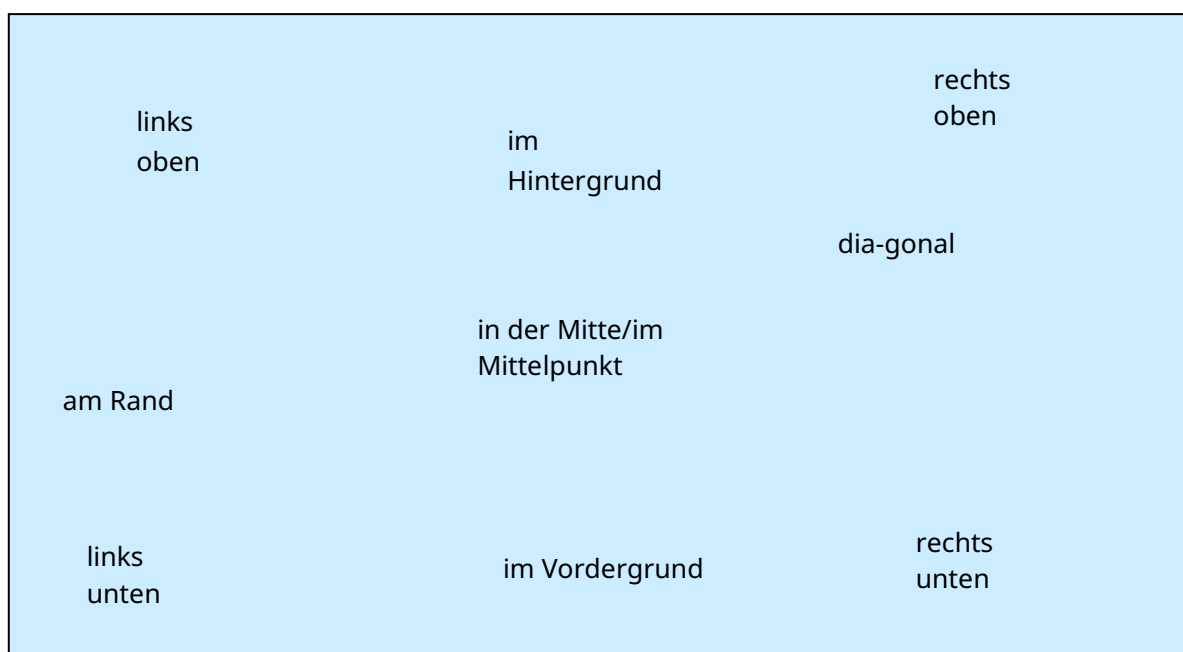 links
oben
im
Hintergrund
rechts
oben
dia-gonal
in der Mitte/im
Mittelpunkt
am Rand
links
unten
im Vordergrund
rechts
unten